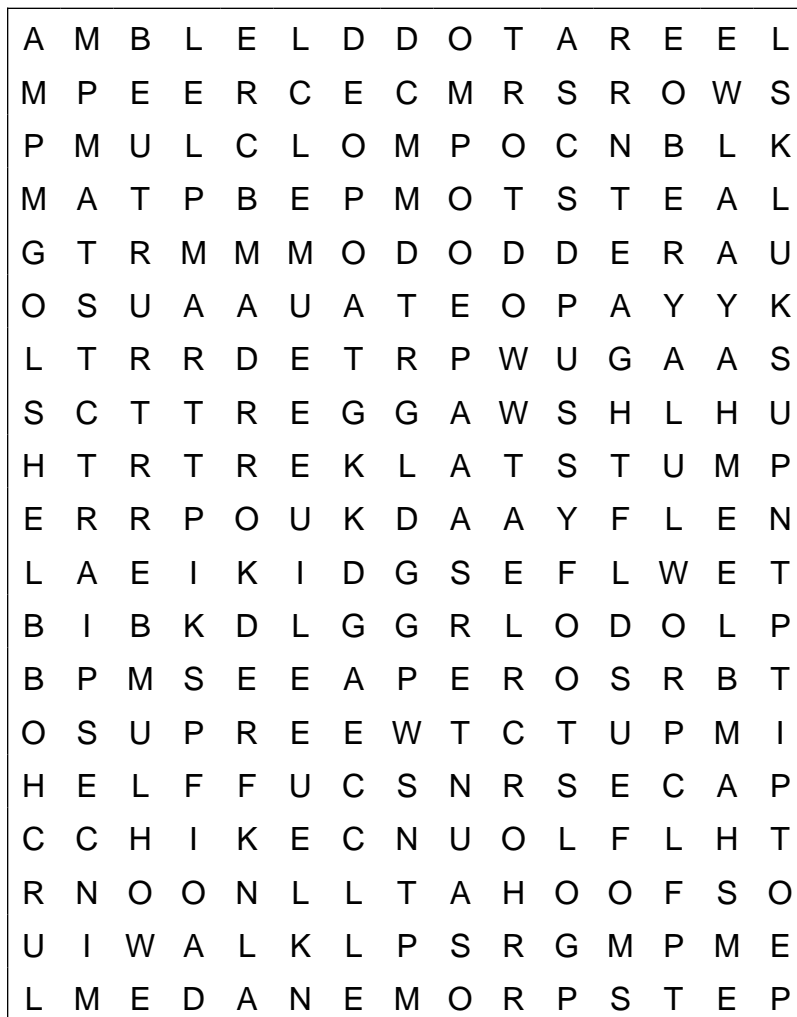 A M B L E L D D O T A R E E L
M P E E R C E C M R S R O W S
P M U L C L O M P O C N B L K
M A T P B E P M O T S T E A L
G T R M M M O D O D D E R A U
O S U A A U A T E O P A Y Y K
L T R R D E T R P W U G A A S
S C T T R E G G A W S H L H U
H T R T R E K L A T S T U M P
E R R P O U K D A A Y F L E N
L A E I K I D G S E F L W E T
B I B K D L G G R L O D O L P
B P M S E E A P E R O S R B T
O S U P R E E W T C T U P M I
H E L F F U C S N R S E C A P
C C H I K E C N U O L F L H T
R N O O N L L T A H O O F S O
U I W A L K L P S R G M P M E
L M E D A N E M O R P S T E P